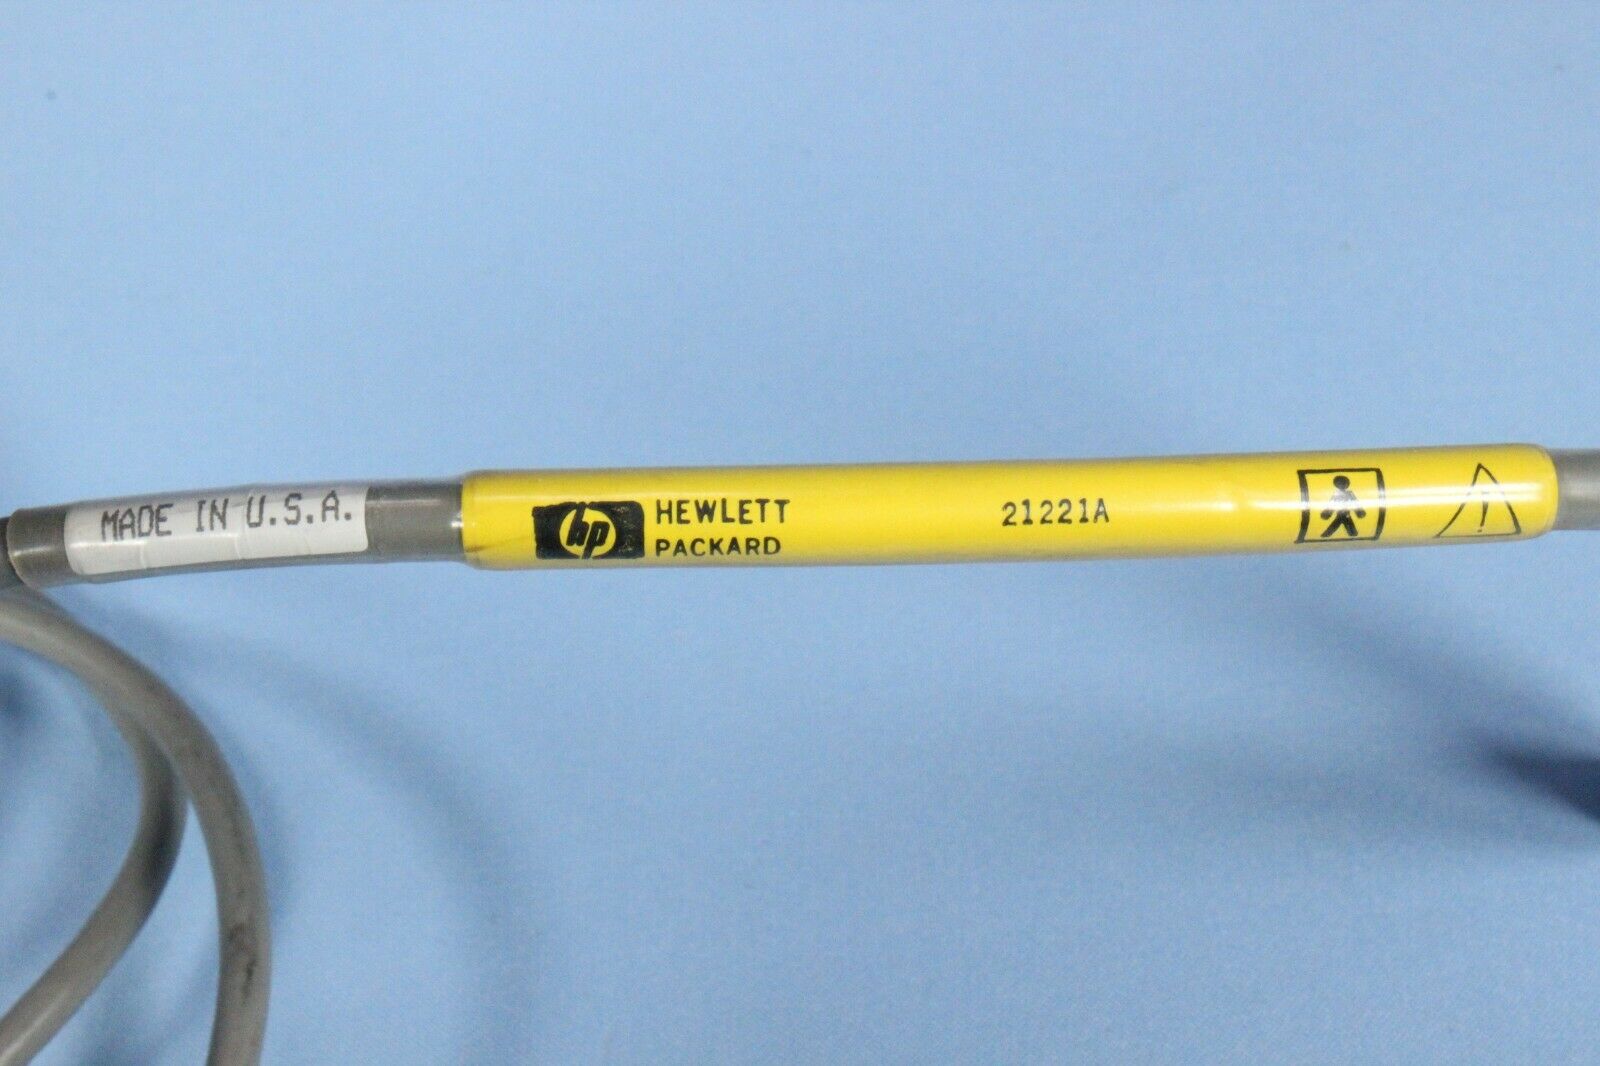 MADE IN U.S.A.
hp HEWLETT
PACKARD
21221A